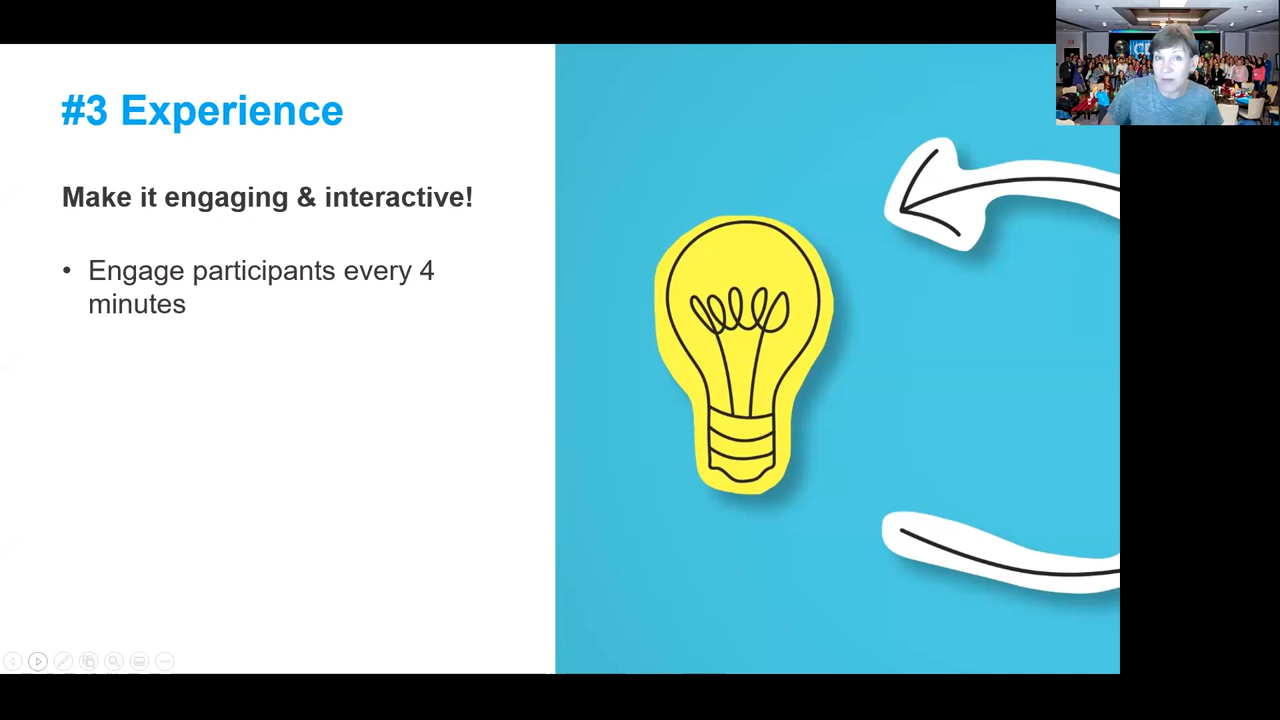 #3 Experience
Make it engaging & interactive!
• Engage participants every 4
minutes